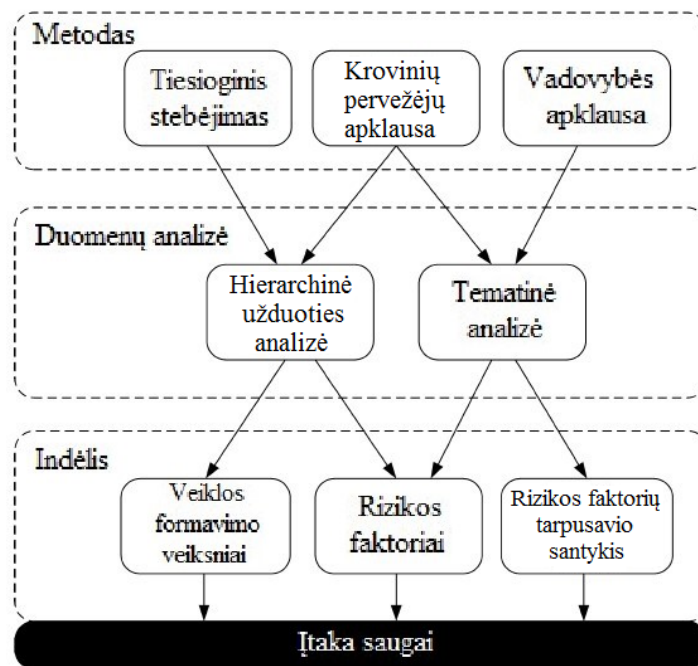 Metodas
Tiesioginis
stebėjimas
Krovinių
pervežėjų
apklausa
Vadovybės
apklausa
Duomenų analizė
Hierarchinė
užduoties
analizė
Tematinė
analizė
Indėlis
Veiklos
formavimo
veiksniai
Rizikos
faktoriai
Rizikos faktorių
tarpusavio
santykis
Įtaka saugai